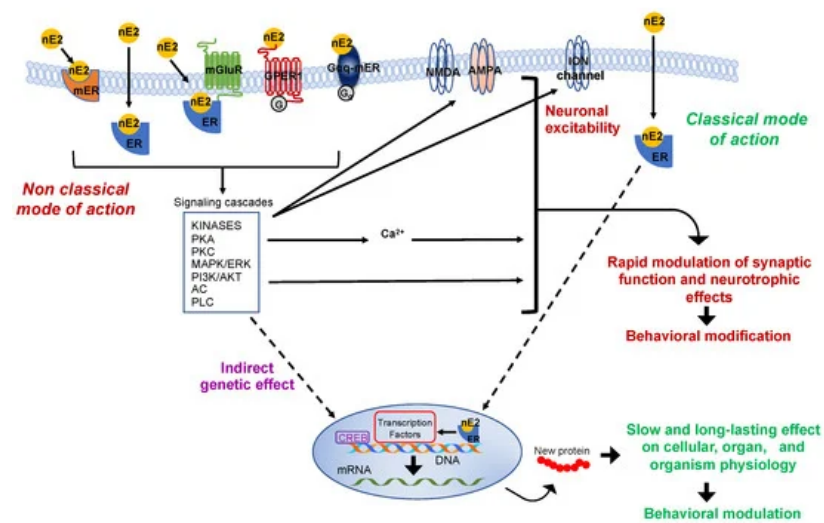 nE2
nE2
nE2
nE2
nE2
nE2
nE2
mER
nE2
ER
nE2
ER
mGluR
GPER1
G
Gαq-mER
Gq
NMDA
AMPA
ION
channel
Neuronal
excitability
nE2
ER
Classical mode
of action
Non classical
mode of action
Signaling cascades
KINASES
PKA
PKC
MAPK/ERK
PI3K/AKT
AC
PLC
Ca²⁺
Rapid modulation of synaptic
function and neurotrophic
effects
Behavioral modification
Indirect
genetic effect
CREB
Transcription
Factors
nE2
ER
DNA
mRNA
New protein
Slow and long-lasting effect
on cellular, organ, and
organism physiology
Behavioral modulation